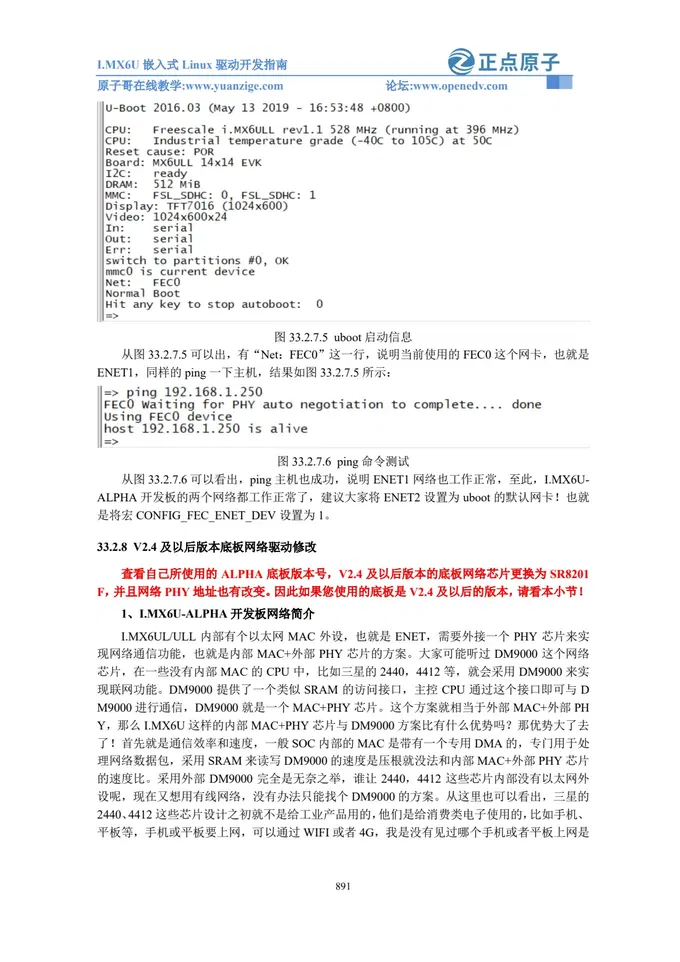 I.MX6U 嵌入式 Linux 驱动开发指南
正点原子
原子哥在线教学:www.yuanzige.com 论坛:www.openedv.com
U-Boot 2016.03 (May 13 2019 - 16:53:48 +0800)
CPU: Freescale i.MX6ULL rev1.1 528 MHz (running at 396 MHz)
CPU: Industrial temperature grade (-40C to 105C) at 50C
Reset cause: POR
Board: MX6ULL 14x14 EVK
I2C: ready
DRAM: 512 MiB
MMC: FSL_SDHC: 0, FSL_SDHC: 1
Display: TFT7016 (1024x600)
Video: 1024x600x24
In: serial
Out: serial
Err: serial
switch to partitions #0, OK
mmc0 is current device
Net: FEC0
Normal Boot
Hit any key to stop autoboot: 0
=>
图 33.2.7.5 uboot 启动信息
从图 33.2.7.5 可以出，有“Net：FEC0”这一行，说明当前使用的 FEC0 这个网卡，也就是
ENET1，同样的 ping 一下主机，结果如图 33.2.7.5 所示：
=> ping 192.168.1.250
FEC0 Waiting for PHY auto negotiation to complete.... done
Using FEC0 device
host 192.168.1.250 is alive
=>
图 33.2.7.6 ping 命令测试
从图 33.2.7.6 可以看出，ping 主机也成功，说明 ENET1 网络也工作正常，至此，I.MX6U-
ALPHA 开发板的两个网络都工作正常了，建议大家将 ENET2 设置为 uboot 的默认网卡！也就
是将宏 CONFIG_FEC_ENET_DEV 设置为 1。
33.2.8 V2.4 及以后版本底板网络驱动修改
查看自己所使用的 ALPHA 底板版本号，V2.4 及以后版本的底板网络芯片更换为 SR8201
F，并且网络 PHY 地址也有改变。因此如果您使用的底板是 V2.4 及以后的版本，请看本小节！
1、I.MX6U-ALPHA 开发板网络简介
I.MX6UL/ULL 内部有个以太网 MAC 外设，也就是 ENET，需要外接一个 PHY 芯片来实
现网络通信功能，也就是内部 MAC+外部 PHY 芯片的方案。大家可能听过 DM9000 这个网络
芯片，在一些没有内部 MAC 的 CPU 中，比如三星的 2440，4412 等，就会采用 DM9000 来实
现联网功能。DM9000 提供了一个类似 SRAM 的访问接口，主控 CPU 通过这个接口即可与 D
M9000 进行通信，DM9000 就是一个 MAC+PHY 芯片。这个方案就相当于外部 MAC+外部 PH
Y，那么 I.MX6U 这样的内部 MAC+PHY 芯片与 DM9000 方案比有什么优势吗？那优势大了去
了！首先就是通信效率和速度，一般 SOC 内部的 MAC 是带有一个专用 DMA 的，专门用于处
理网络数据包，采用 SRAM 来读写 DM9000 的速度是压根就没法和内部 MAC+外部 PHY 芯片
的速度比。采用外部 DM9000 完全是无奈之举，谁让 2440，4412 这些芯片内部没有以太网外
设呢，现在又想用有线网络，没有办法只能找个 DM9000 的方案。从这里也可以看出，三星的
2440、4412 这些芯片设计之初就不是给工业产品用的，他们是给消费类电子使用的，比如手机、
平板等，手机或平板要上网，可以通过 WIFI 或者 4G，我是没有见过哪个手机或者平板上网是
891